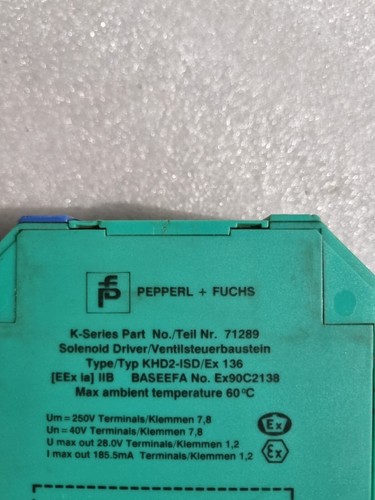 PEPPERL + FUCHS
K-Series Part No./Teil Nr. 71289
Solenoid Driver/Ventilsteuerbaustein
Type/Typ KHD2-ISD/Ex 136
[EEx ia] IIB BASEEFA No. Ex90C2138
Max ambient temperature 60°C
Um = 250V Terminals/Klemmen 7,8
Un = 40V Terminals/Klemmen 7,8
U max out 28.0V Terminals/Klemmen 1,2
I max out 185.5mA Terminals/Klemmen 1,2
Ex
Ex